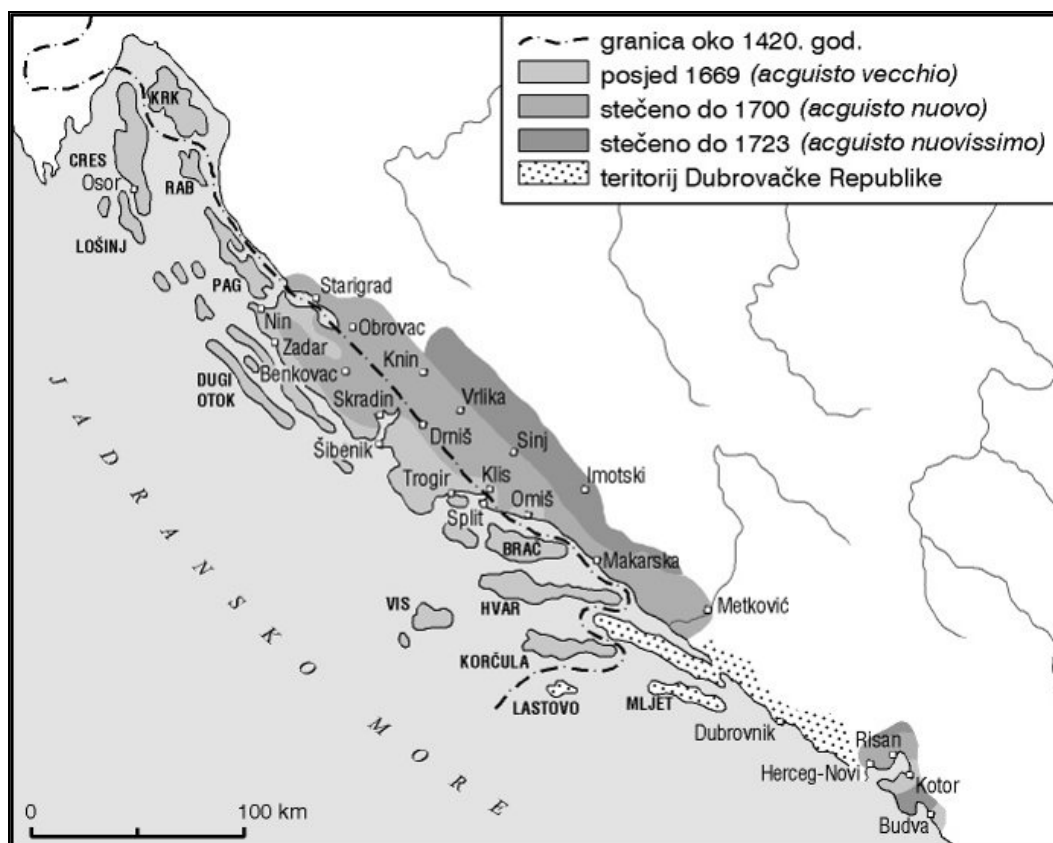 granica oko 1420. god.
posjed 1669 (acguisto vecchio)
stečeno do 1700 (acguisto nuovo)
stečeno do 1723 (acguisto nuovissimo)
teritorij Dubrovačke Republike
KRK
CRES
Osor
RAB
LOŠINJ
PAG
Starigrad
Nin
Obrovac
Zadar
Knin
Benkovac
DUGI
OTOK
Vrlika
Skradin
Drniš
Šibenik
Sinj
Trogir
Klis
Imotski
Split
Omiš
BRAČ
Makarska
VIS
HVAR
Metković
KORČULA
LASTOVO
MLJET
Dubrovnik
Risan
Herceg-Novi
Kotor
Budva
JADRANSKO MORE
0 100 km